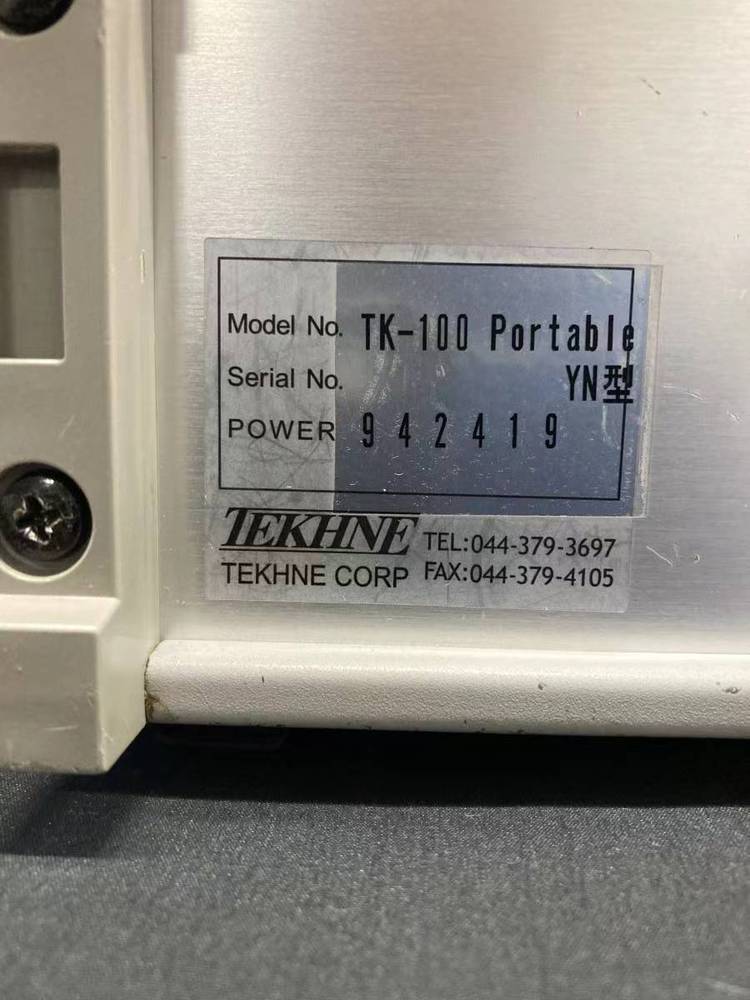 Model No. TK-100 Portable
Serial No. YN型
POWER 942419
TEKHNE TEL:044-379-3697
TEKHNE CORP FAX:044-379-4105